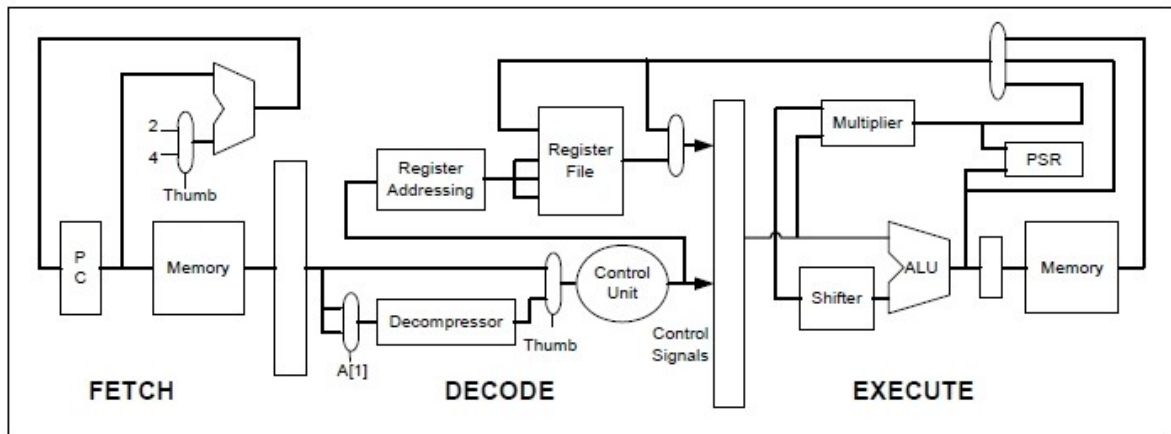 2
4
Thumb
P
C
Memory
FETCH
Register
Addressing
Register
File
Decompressor
A[1]
Thumb
Control
Unit
Control
Signals
DECODE
Multiplier
PSR
ALU
Shifter
Memory
EXECUTE